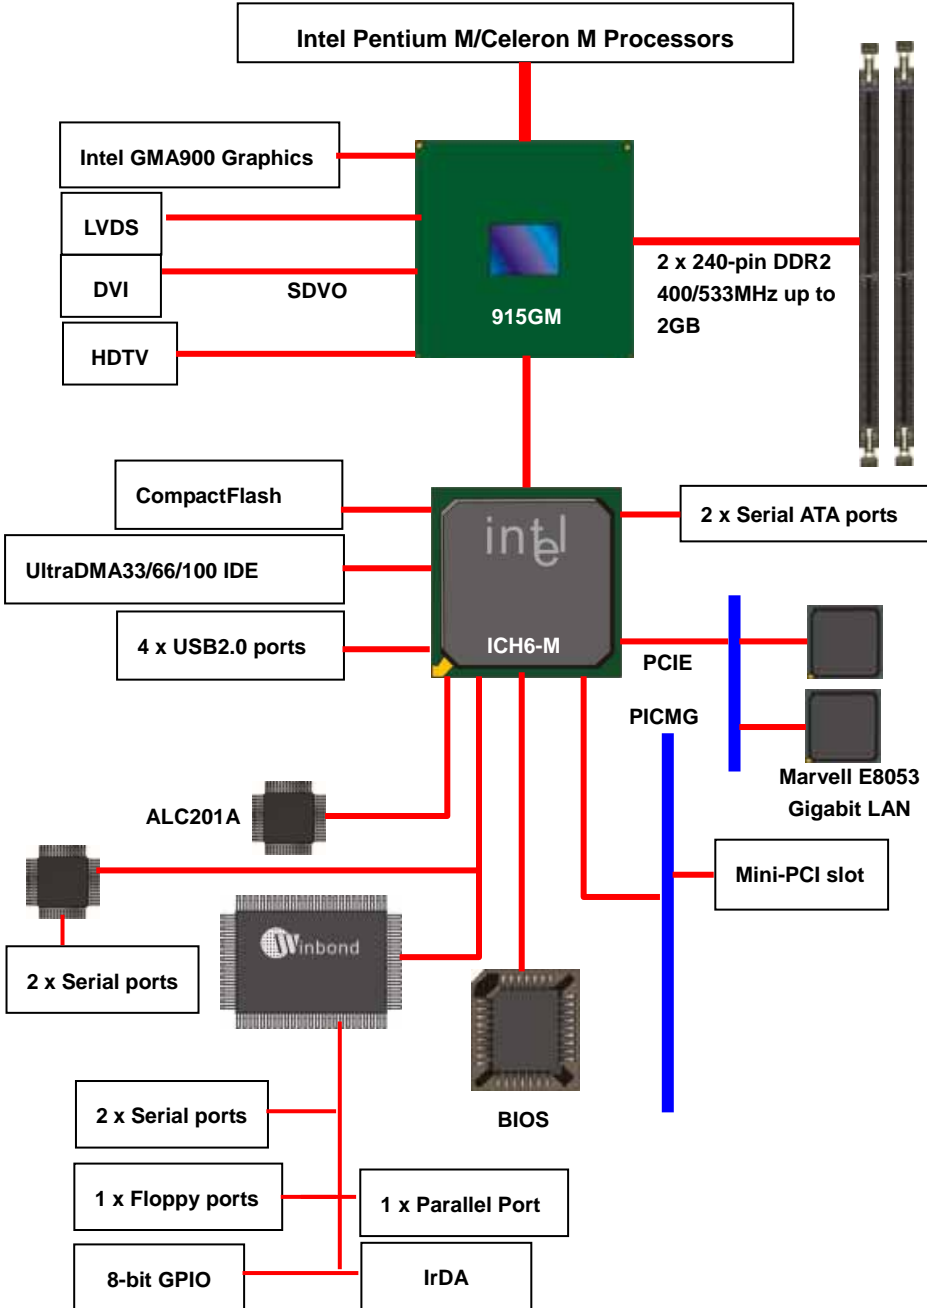 Intel Pentium M/Celeron M Processors
Intel GMA900 Graphics
LVDS
DVI
SDVO
HDTV
915GM
2 x 240-pin DDR2
400/533MHz up to
2GB
CompactFlash
UltraDMA33/66/100 IDE
4 x USB2.0 ports
intel
ICH6-M
2 x Serial ATA ports
PCIE
PICMG
Marvell E8053
Gigabit LAN
ALC201A
Mini-PCI slot
2 x Serial ports
Winbond
BIOS
2 x Serial ports
1 x Floppy ports
1 x Parallel Port
8-bit GPIO
IrDA